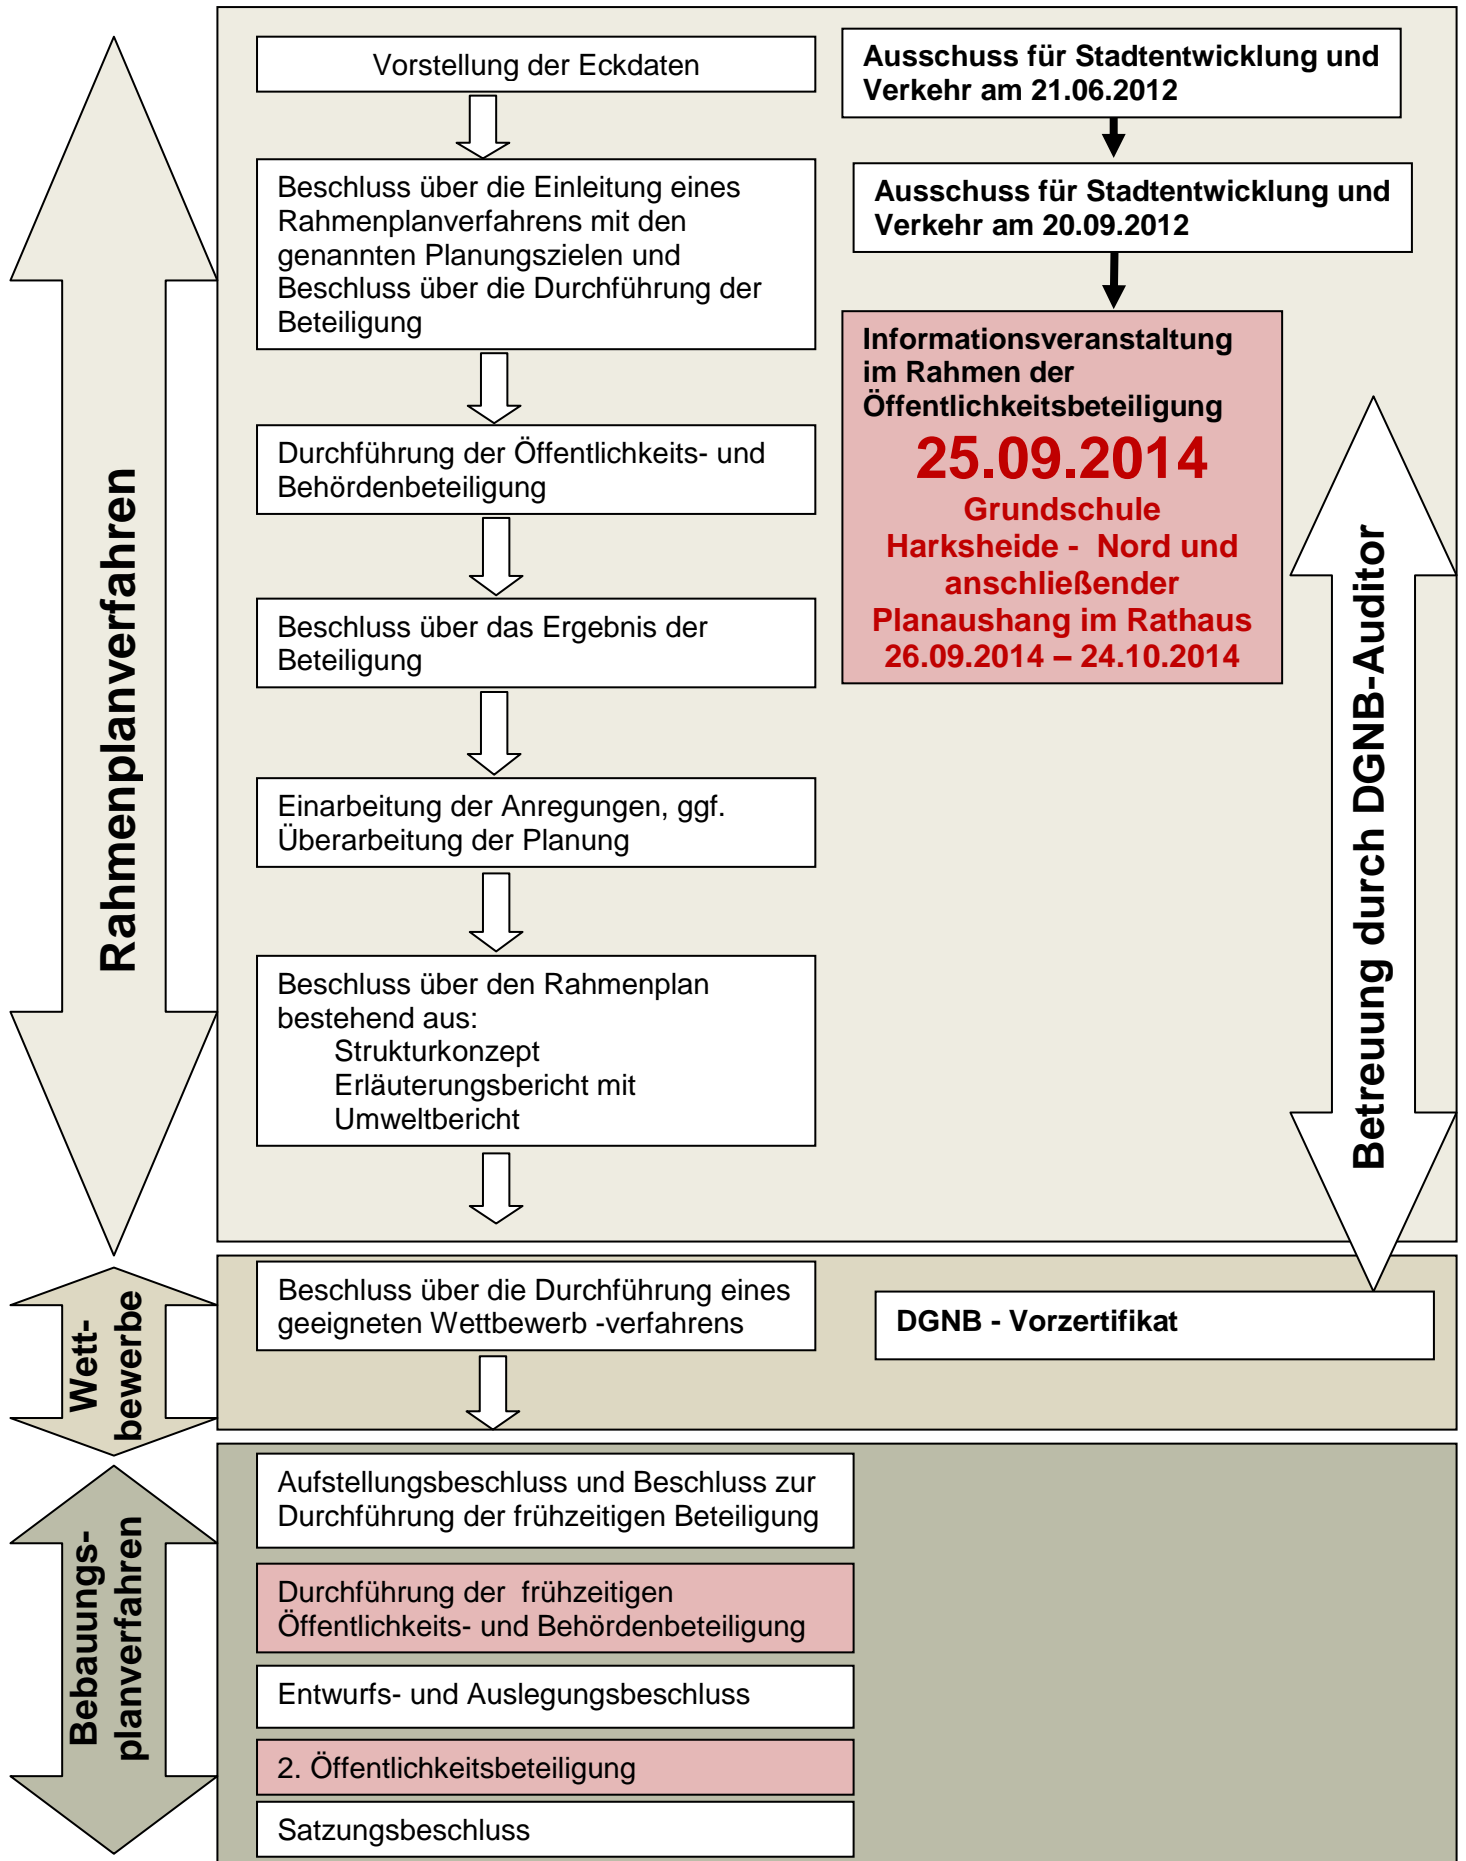 Rahmenplanverfahren
Vorstellung der Eckdaten
Beschluss über die Einleitung eines
Rahmenplanverfahrens mit den
genannten Planungszielen und
Beschluss über die Durchführung der
Beteiligung
Durchführung der Öffentlichkeits- und
Behördenbeteiligung
Beschluss über das Ergebnis der
Beteiligung
Einarbeitung der Anregungen, ggf.
Überarbeitung der Planung
Beschluss über den Rahmenplan
bestehend aus:
Strukturkonzept
Erläuterungsbericht mit
Umweltbericht
Ausschuss für Stadtentwicklung und
Verkehr am 21.06.2012
Ausschuss für Stadtentwicklung und
Verkehr am 20.09.2012
Informationsveranstaltung
im Rahmen der
Öffentlichkeitsbeteiligung
25.09.2014
Grundschule
Harksheide - Nord und
anschließender
Planaushang im Rathaus
26.09.2014 – 24.10.2014
Betreuung durch DGNB-Auditor
Wett-
bewerbe
Beschluss über die Durchführung eines
geeigneten Wettbewerb -verfahrens
DGNB - Vorzertifikat
Bebauungs-
planverfahren
Aufstellungsbeschluss und Beschluss zur
Durchführung der frühzeitigen Beteiligung
Durchführung der frühzeitigen
Öffentlichkeits- und Behördenbeteiligung
Entwurfs- und Auslegungsbeschluss
2. Öffentlichkeitsbeteiligung
Satzungsbeschluss